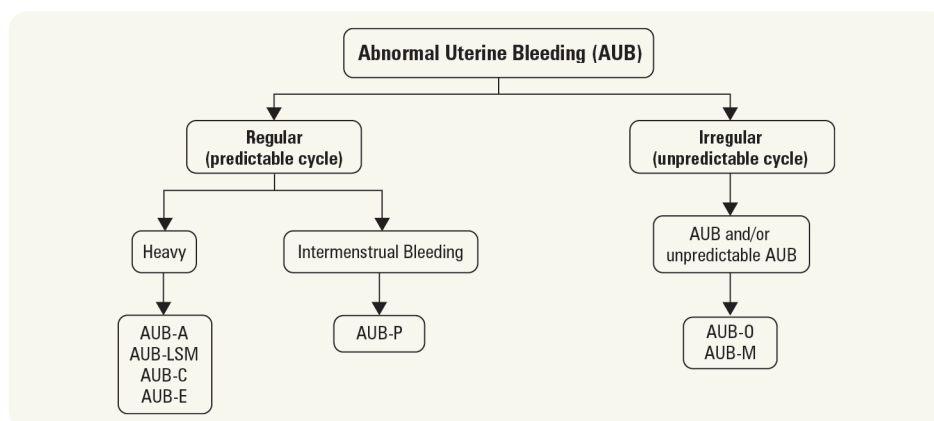 Abnormal Uterine Bleeding (AUB)
Regular
(predictable cycle)
Irregular
(unpredictable cycle)
Heavy
Intermenstrual Bleeding
AUB and/or
unpredictable AUB
AUB-A
AUB-LSM
AUB-C
AUB-E
AUB-P
AUB-O
AUB-M